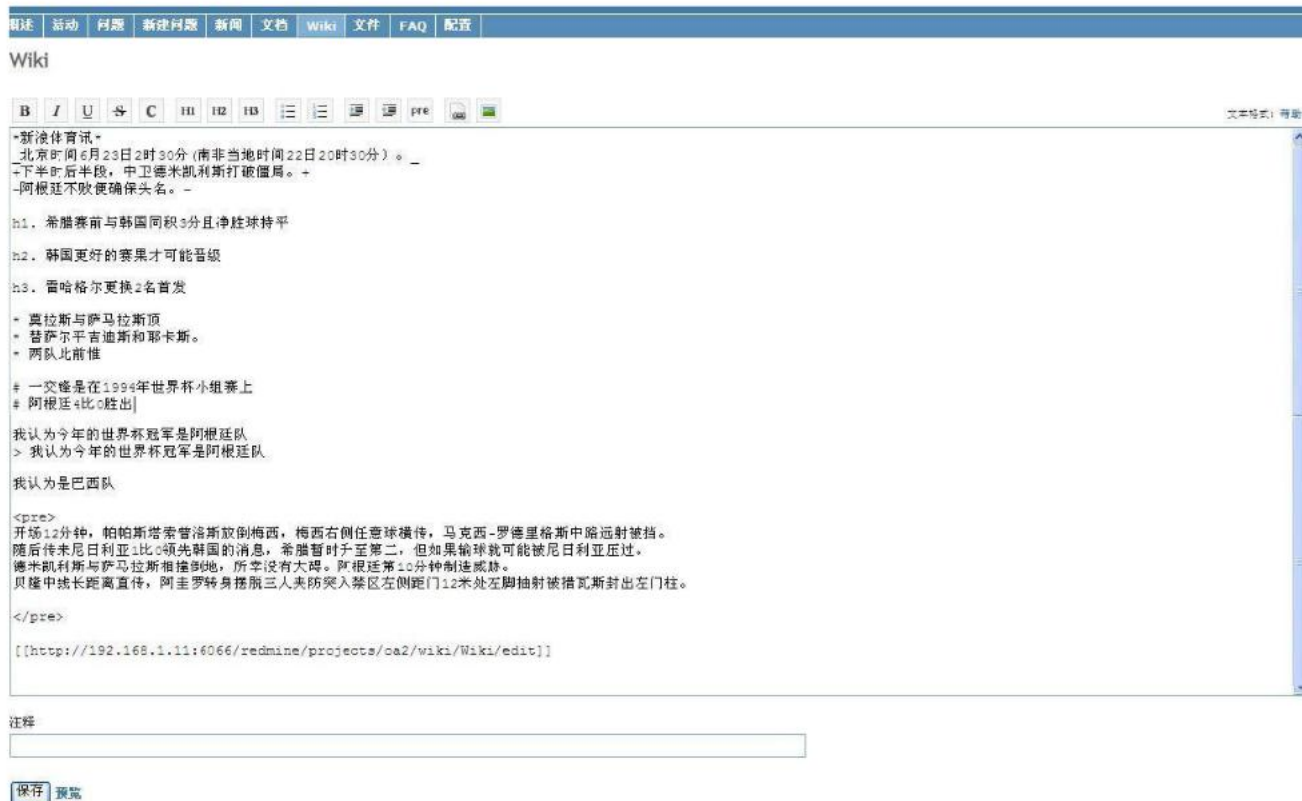 概述 活动 问题 新建问题 新闻 文档 Wiki 文件 FAQ 配置
Wiki
B I U S C H1 H2 H3 pre
文本格式: 帮助
*新浪体育讯*
_北京时间6月23日2时30分(南非当地时间22日20时30分)。_
+下半时后半段，中卫德米凯利斯打破僵局。+
-阿根廷不败便确保头名。-
h1. 希腊赛前与韩国同积3分且净胜球持平
h2. 韩国更好的赛果才可能晋级
h3. 雷哈格尔更换2名首发
* 莫拉斯与萨马拉斯顶
* 替萨尔平吉迪斯和耶卡斯。
* 两队此前惟
# 一交锋是在1994年世界杯小组赛上
# 阿根廷4比0胜出
我认为今年的世界杯冠军是阿根廷队
> 我认为今年的世界杯冠军是阿根廷队
我认为是巴西队
<pre>
开场12分钟，帕帕斯塔索普洛斯放倒梅西，梅西右侧任意球横传，马克西-罗德里格斯中路远射被挡。
随后传来尼日利亚1比0领先韩国的消息，希腊暂时升至第二，但如果输球就可能被尼日利亚压过。
德米凯利斯与萨马拉斯相撞倒地，所幸没有大碍。阿根廷第18分钟制造威胁。
贝隆中线长距离直传，阿圭罗转身摆脱三人夹防突入禁区左侧距门12米处左脚抽射被措瓦斯封出左门柱。
</pre>
[[http://192.168.1.11:6066/redmine/projects/oa2/wiki/Wiki/edit]]
注释
保存 预览